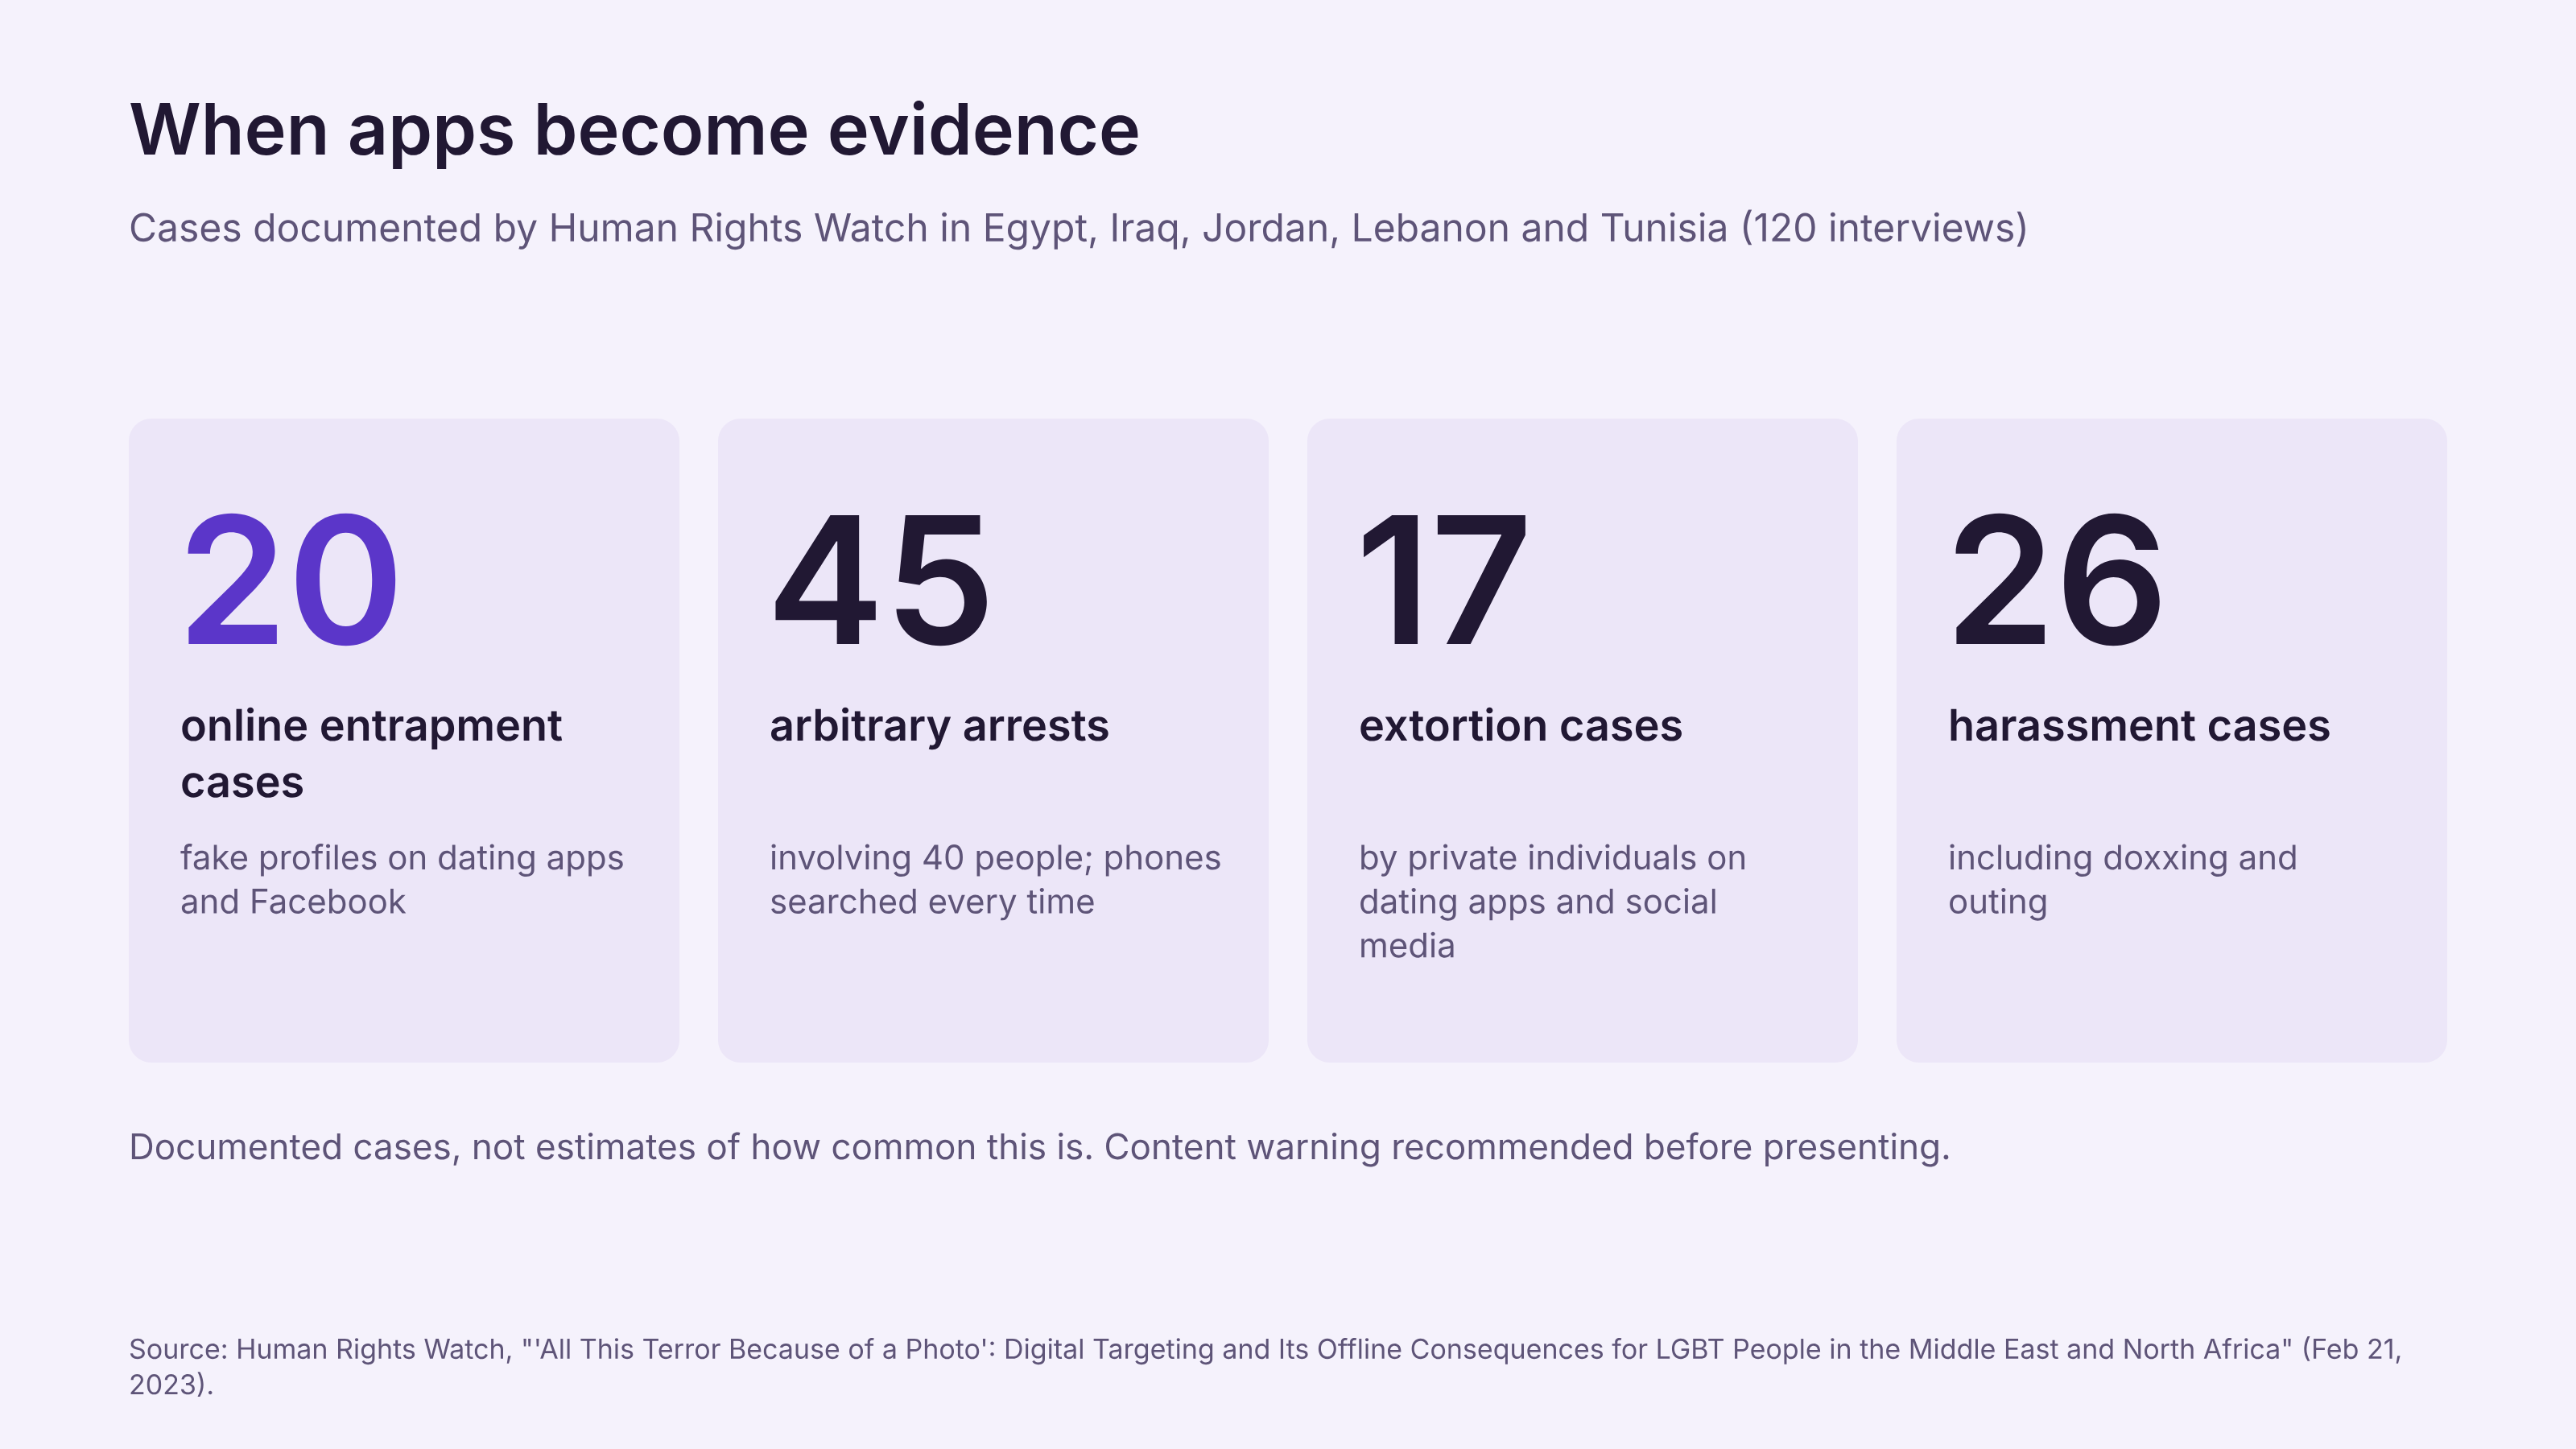 When apps become evidence
Cases documented by Human Rights Watch in Egypt, Iraq, Jordan, Lebanon and Tunisia (120 interviews)
20
online entrapment
cases
fake profiles on dating apps
and Facebook
45
arbitrary arrests
involving 40 people; phones
searched every time
17
extortion cases
by private individuals on
dating apps and social
media
26
harassment cases
including doxxing and
outing
Documented cases, not estimates of how common this is. Content warning recommended before presenting.
Source: Human Rights Watch, "'All This Terror Because of a Photo': Digital Targeting and Its Offline Consequences for LGBT People in the Middle East and North Africa" (Feb 21,
2023).